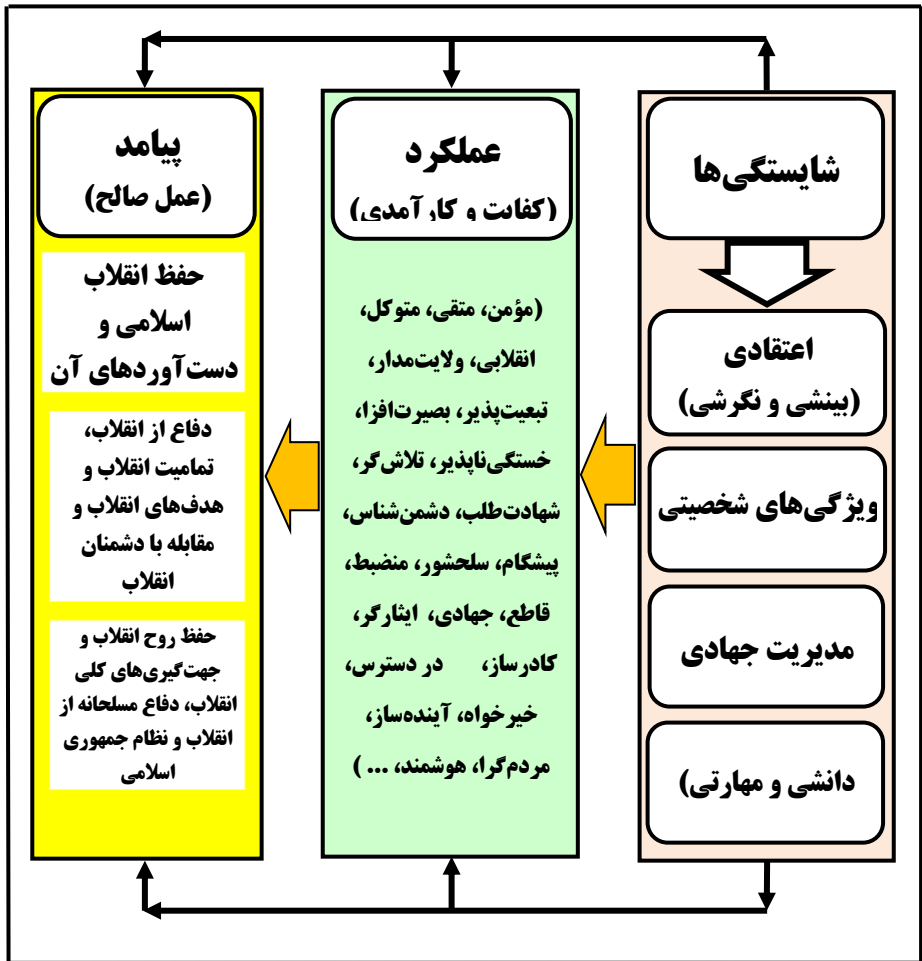 شایستگی‌ها
اعتقادی
(بینشی و نگرشی)
ویژگی‌های شخصیتی
مدیریت جهادی
دانشی و مهارتی)
عملکرد
(کفایت و کارآمدی)
(مؤمن، متقی، متوکل،
انقلابی، ولایت‌مدار،
تبعیت‌پذیر، بصیرت‌افزا،
خستگی‌ناپذیر، تلاش‌گر،
شهادت‌طلب، دشمن‌شناس،
پیشگام، سلحشور، منضبط،
قاطع، جهادی، ایثارگر،
کادرساز، در دسترس،
خیرخواه، آینده‌ساز،
مردم‌گرا، هوشمند، ... )
پیامد
(عمل صالح)
حفظ انقلاب
اسلامی و
دست‌آوردهای آن
دفاع از انقلاب،
تمامیت انقلاب و
هدف‌های انقلاب و
مقابله با دشمنان
انقلاب
حفظ روح انقلاب و
جهت‌گیری‌های کلی
انقلاب، دفاع مسلحانه از
انقلاب و نظام جمهوری
اسلامی